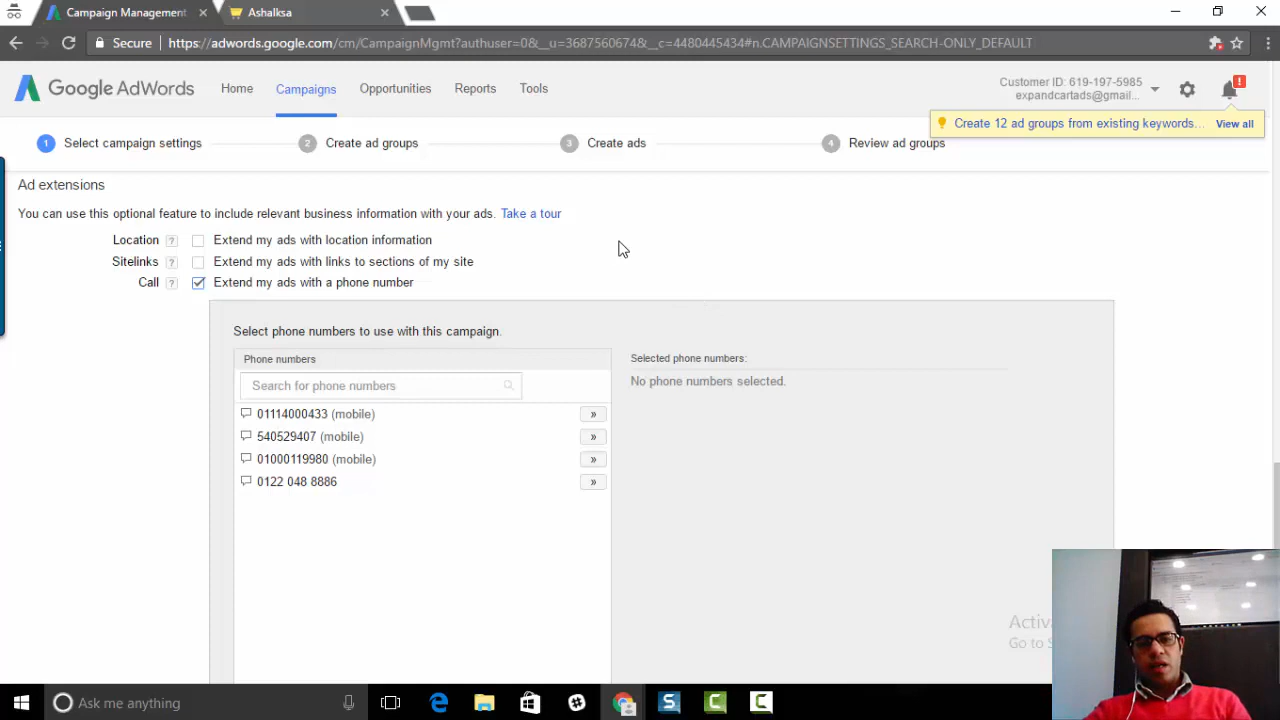 Campaign Management
Ashalksa
Secure
https://adwords.google.com/cm/CampaignMgmt?authuser=0&__u=3687560674&__c=4480445434#n.CAMPAIGNSETTINGS_SEARCH-ONLY_DEFAULT
Google AdWords
Home
Campaigns
Opportunities
Reports
Tools
Customer ID: 619-197-5985
expandcartads@gmail...
!
Create 12 ad groups from existing keywords... View all
1 Select campaign settings
2 Create ad groups
3 Create ads
4 Review ad groups
Ad extensions
You can use this optional feature to include relevant business information with your ads. Take a tour
Location ? Extend my ads with location information
Sitelinks ? Extend my ads with links to sections of my site
Call ? Extend my ads with a phone number
Select phone numbers to use with this campaign.
Phone numbers
Search for phone numbers
01114000433 (mobile) »
540529407 (mobile) »
01000119980 (mobile) »
0122 048 8886 »
Selected phone numbers:
No phone numbers selected.
Go to
Ask me anything
S
C
C